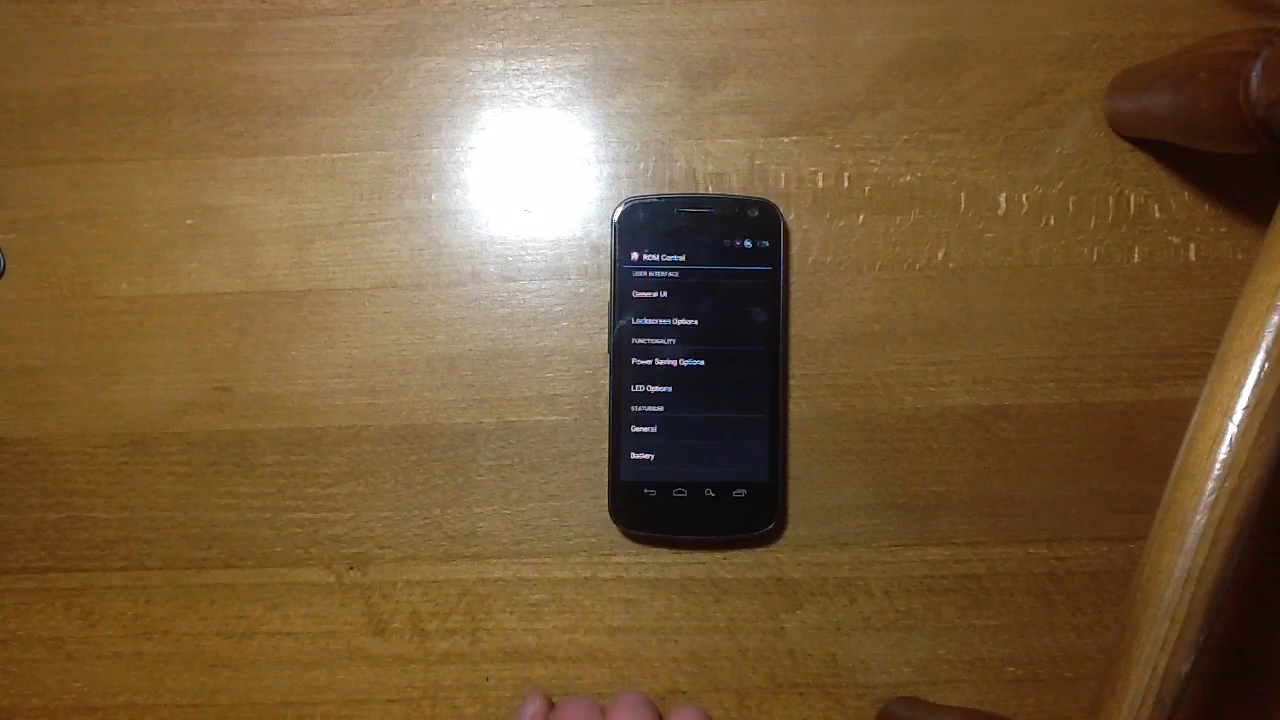 ROM Control
USER INTERFACE
General UI
Lockscreen Options
FUNCTIONALITY
Power Saving Options
LED Options
STATUSBAR
General
Battery